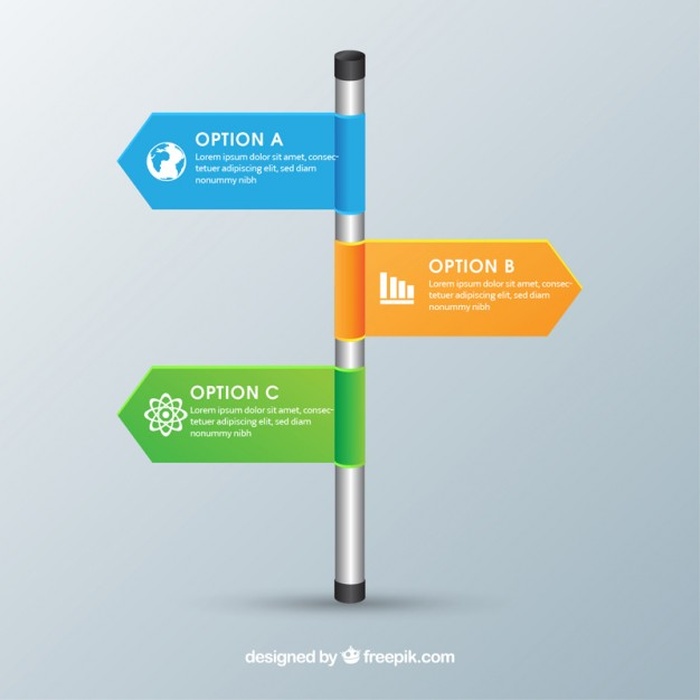 OPTION A
Lorem ipsum dolor sit amet, consec-
tetuer adipiscing elit, sed diam
nonummy nibh
OPTION B
Lorem ipsum dolor sit amet, consec-
tetuer adipiscing elit, sed diam
nonummy nibh
OPTION C
Lorem ipsum dolor sit amet, consec-
tetuer adipiscing elit, sed diam
nonummy nibh
designed by freepik.com